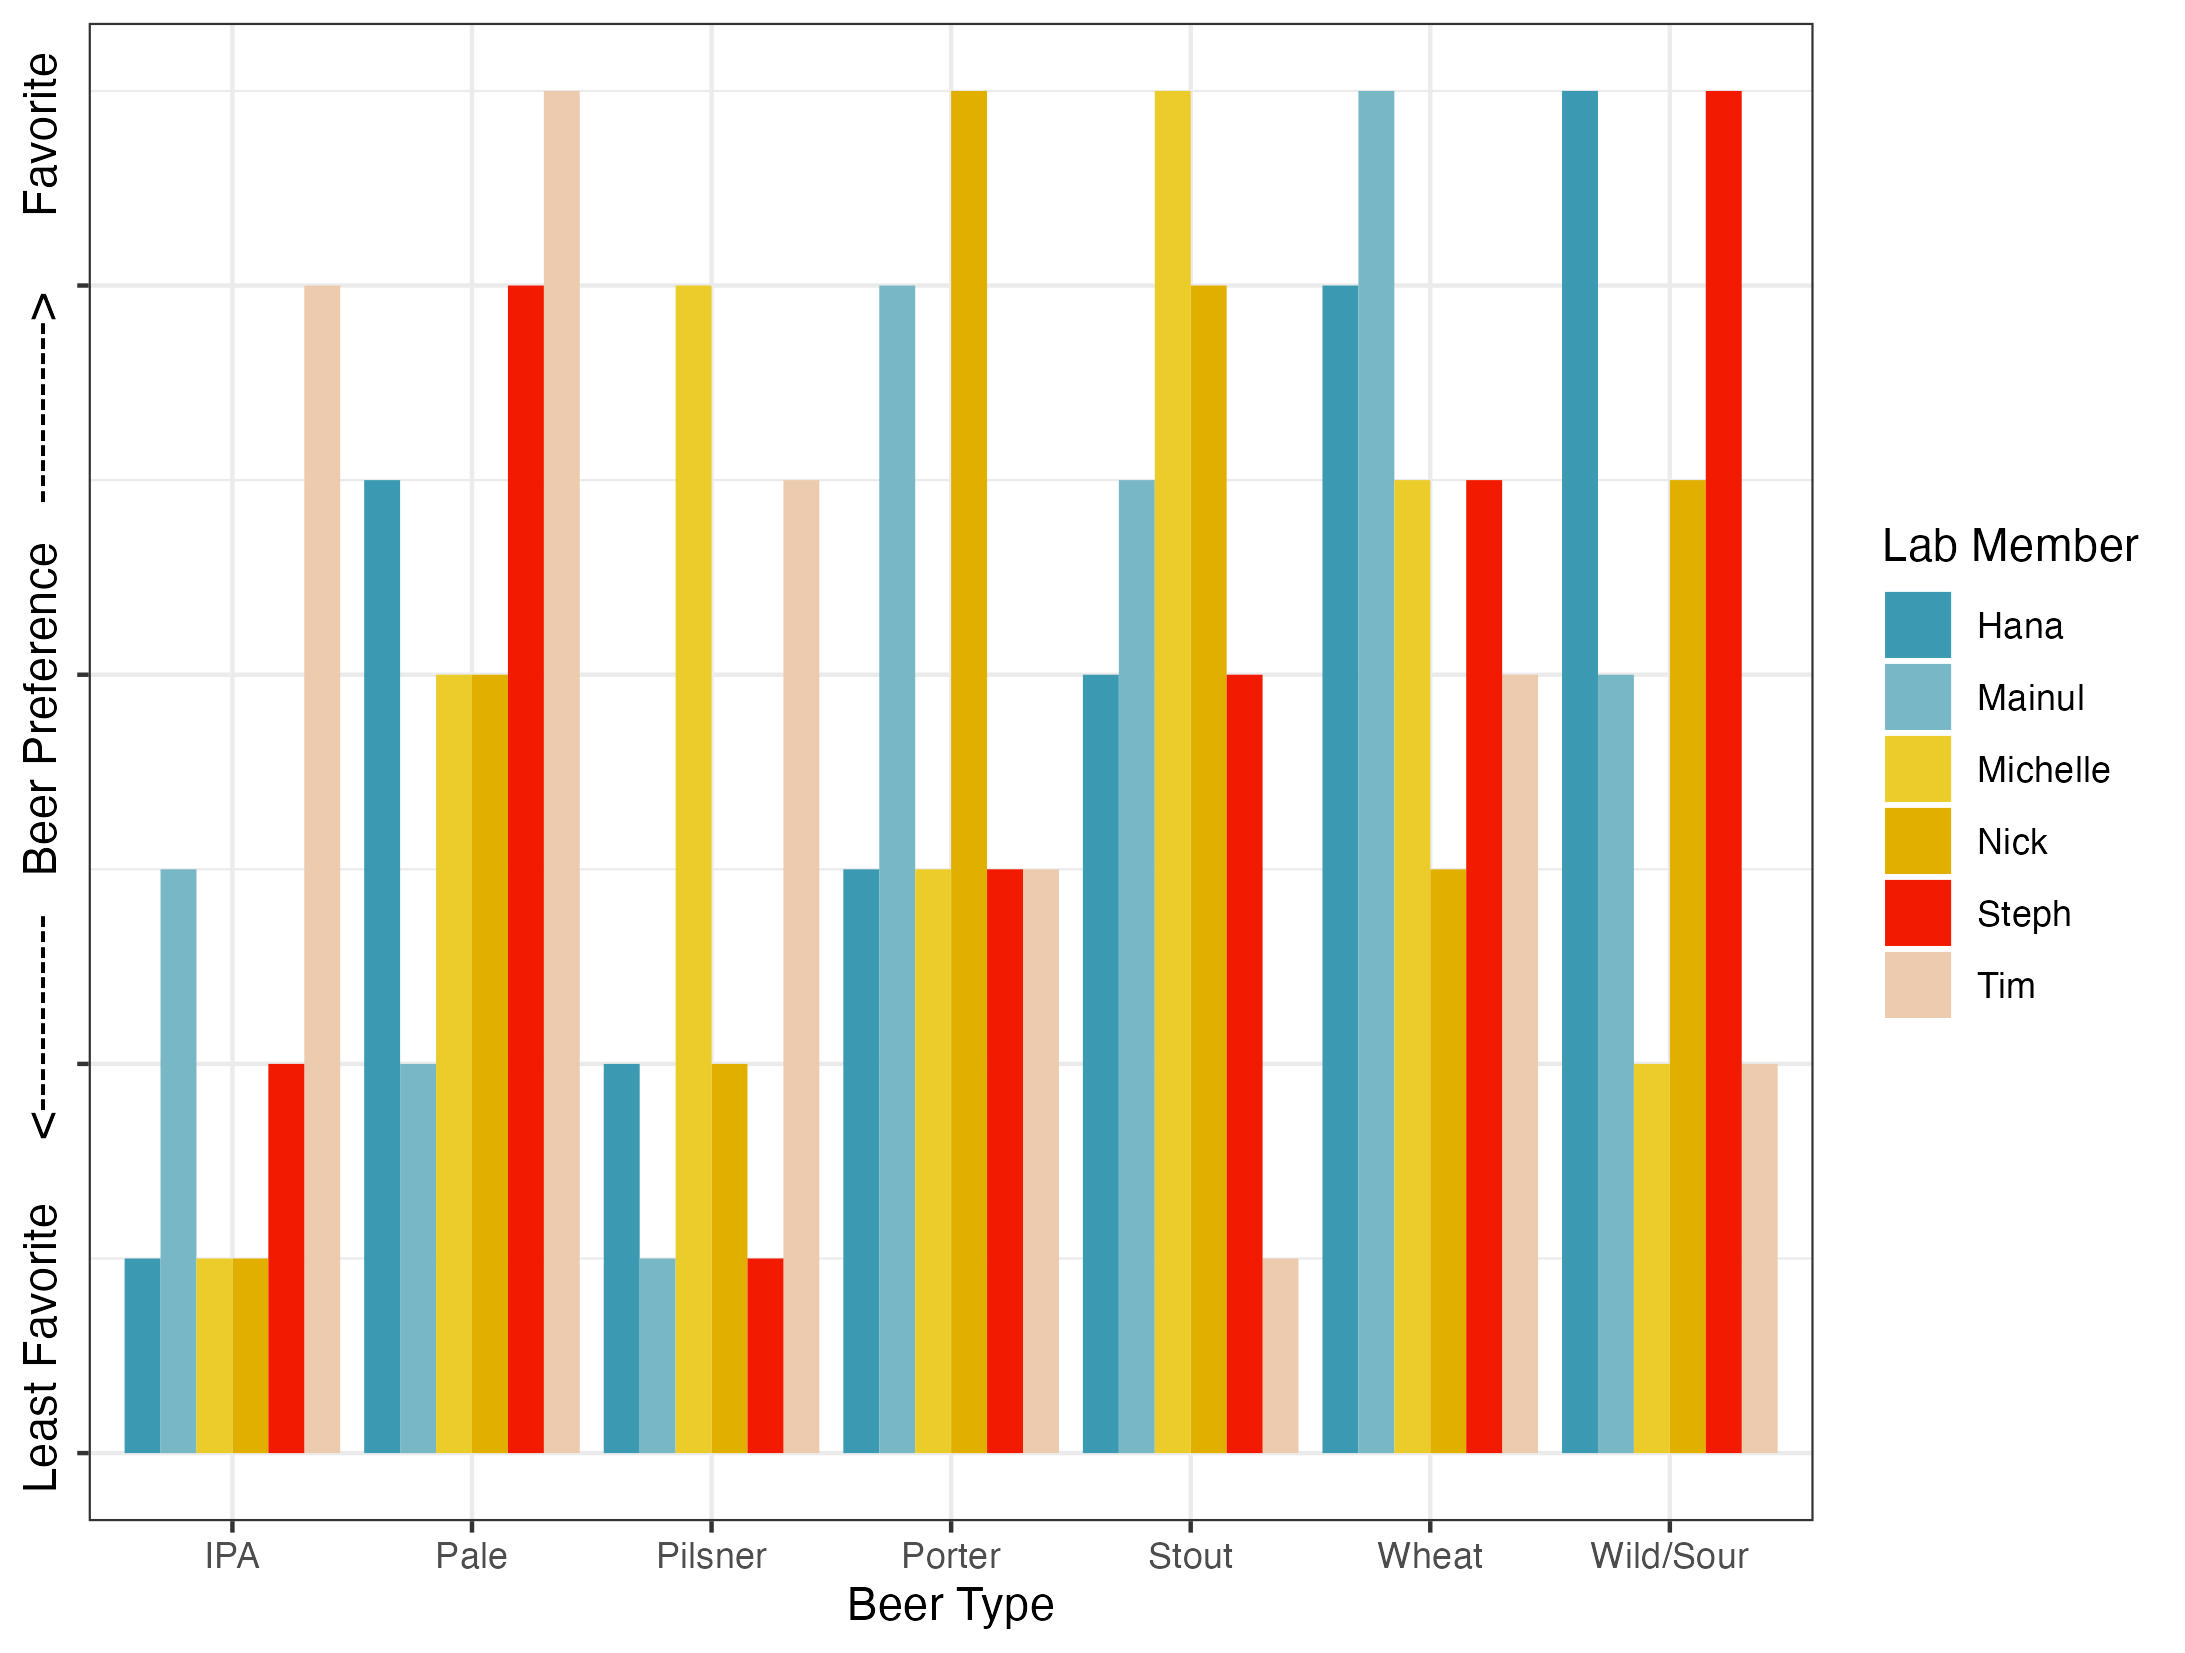 Least Favorite <-------------- Beer Preference --------------> Favorite
IPA Pale Pilsner Porter Stout Wheat Wild/Sour
Beer Type
Lab Member
Hana
Mainul
Michelle
Nick
Steph
Tim